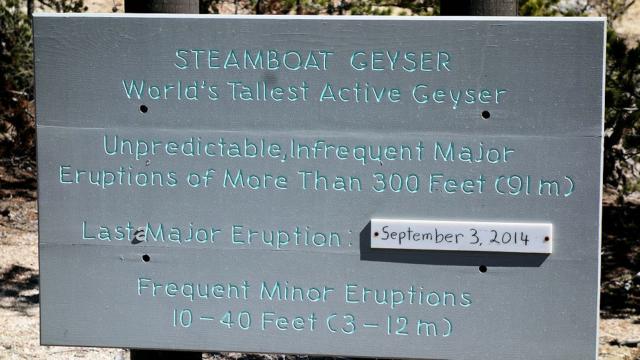 STEAMBOAT GEYSER
World's Tallest Active Geyser
Unpredictable, Infrequent Major
Eruptions of More Than 300 Feet (91 m)
Last Major Eruption: September 3, 2014
Frequent Minor Eruptions
10 – 40 Feet (3 – 12 m)